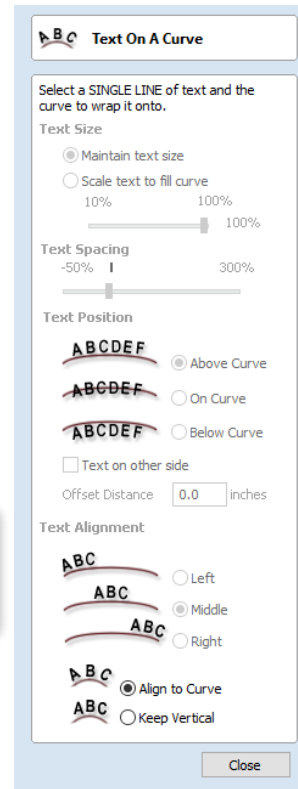 ABC Text On A Curve
Select a SINGLE LINE of text and the
curve to wrap it onto.
Text Size
Maintain text size
Scale text to fill curve
10% 100%
100%
Text Spacing
-50% 300%
Text Position
ABCDEF Above Curve
ABCDEF On Curve
ABCDEF Below Curve
Text on other side
Offset Distance 0.0 inches
Text Alignment
ABC Left
ABC Middle
ABC Right
ABC Align to Curve
ABC Keep Vertical
Close